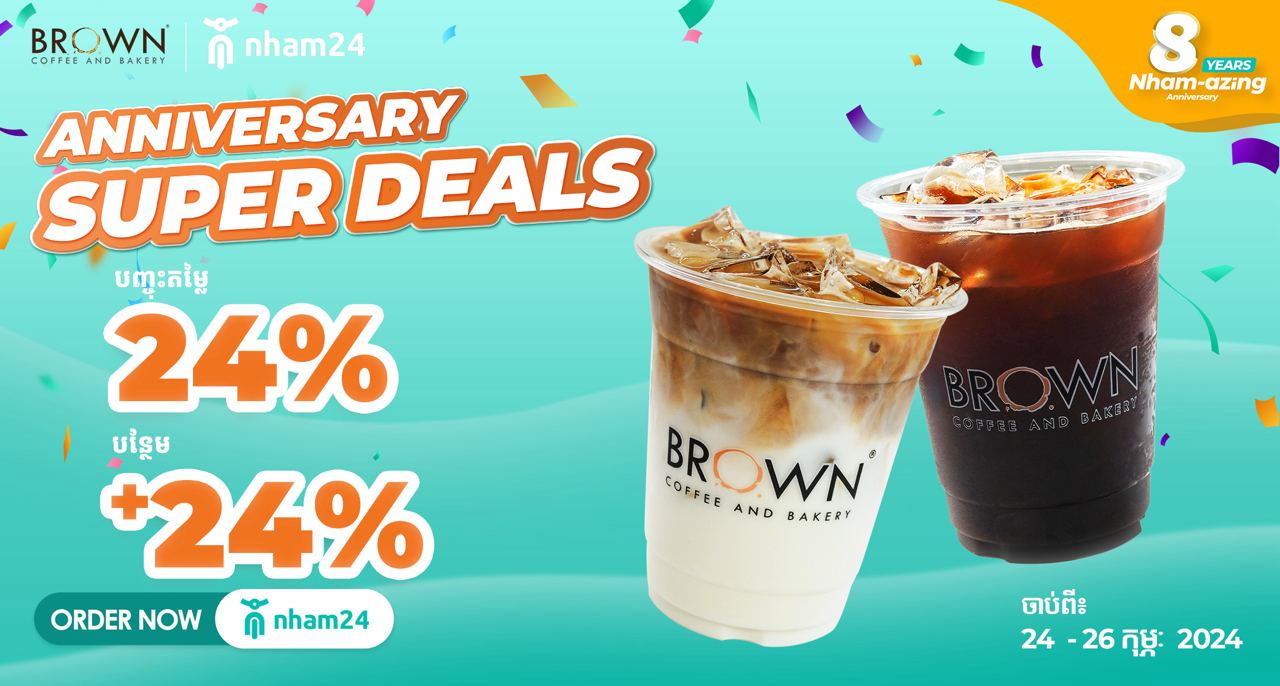 BROWN
COFFEE AND BAKERY
nham24
8
YEARS
Nham-azing
Anniversary
ANNIVERSARY
SUPER DEALS
បញ្ចុះតម្លៃ
24%
បន្ថែម
+24%
ORDER NOW
nham24
BROWN®
COFFEE AND BAKERY
BROWN
COFFEE AND BAKERY
ចាប់ពី៖
24 - 26 កុម្ភៈ 2024